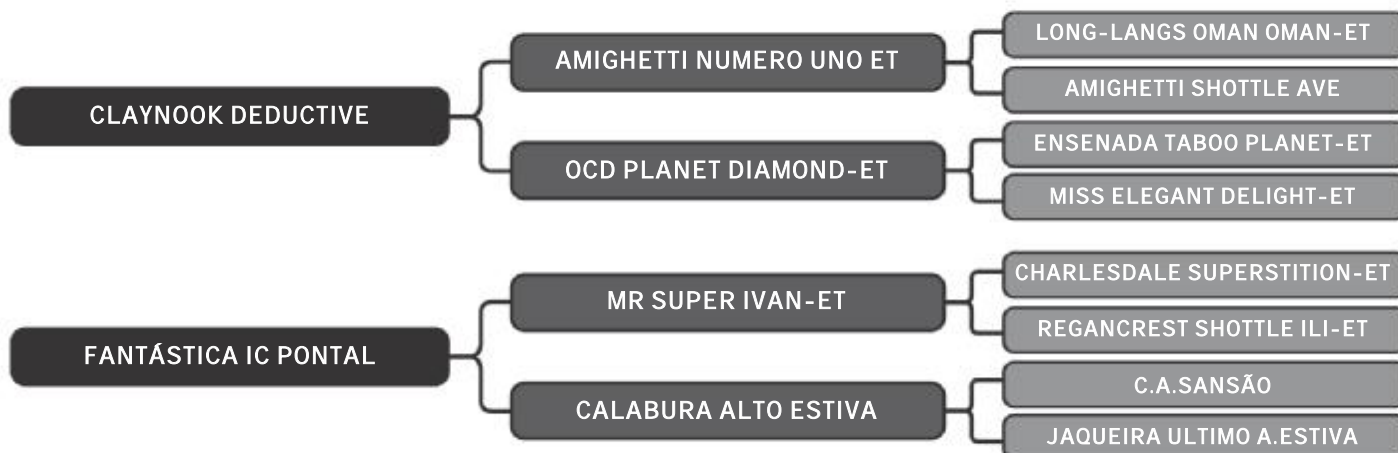 LONG-LANGS OMAN OMAN-ET
AMIGHETTI NUMERO UNO ET
AMIGHETTI SHOTTLE AVE
CLAYNOOK DEDUCTIVE
ENSENADA TABOO PLANET-ET
OCD PLANET DIAMOND-ET
MISS ELEGANT DELIGHT-ET
CHARLESDALE SUPERSTITION-ET
MR SUPER IVAN-ET
REGANCREST SHOTTLE ILI-ET
FANTÁSTICA IC PONTAL
C.A.SANSÃO
CALABURA ALTO ESTIVA
JAQUEIRA ULTIMO A.ESTIVA